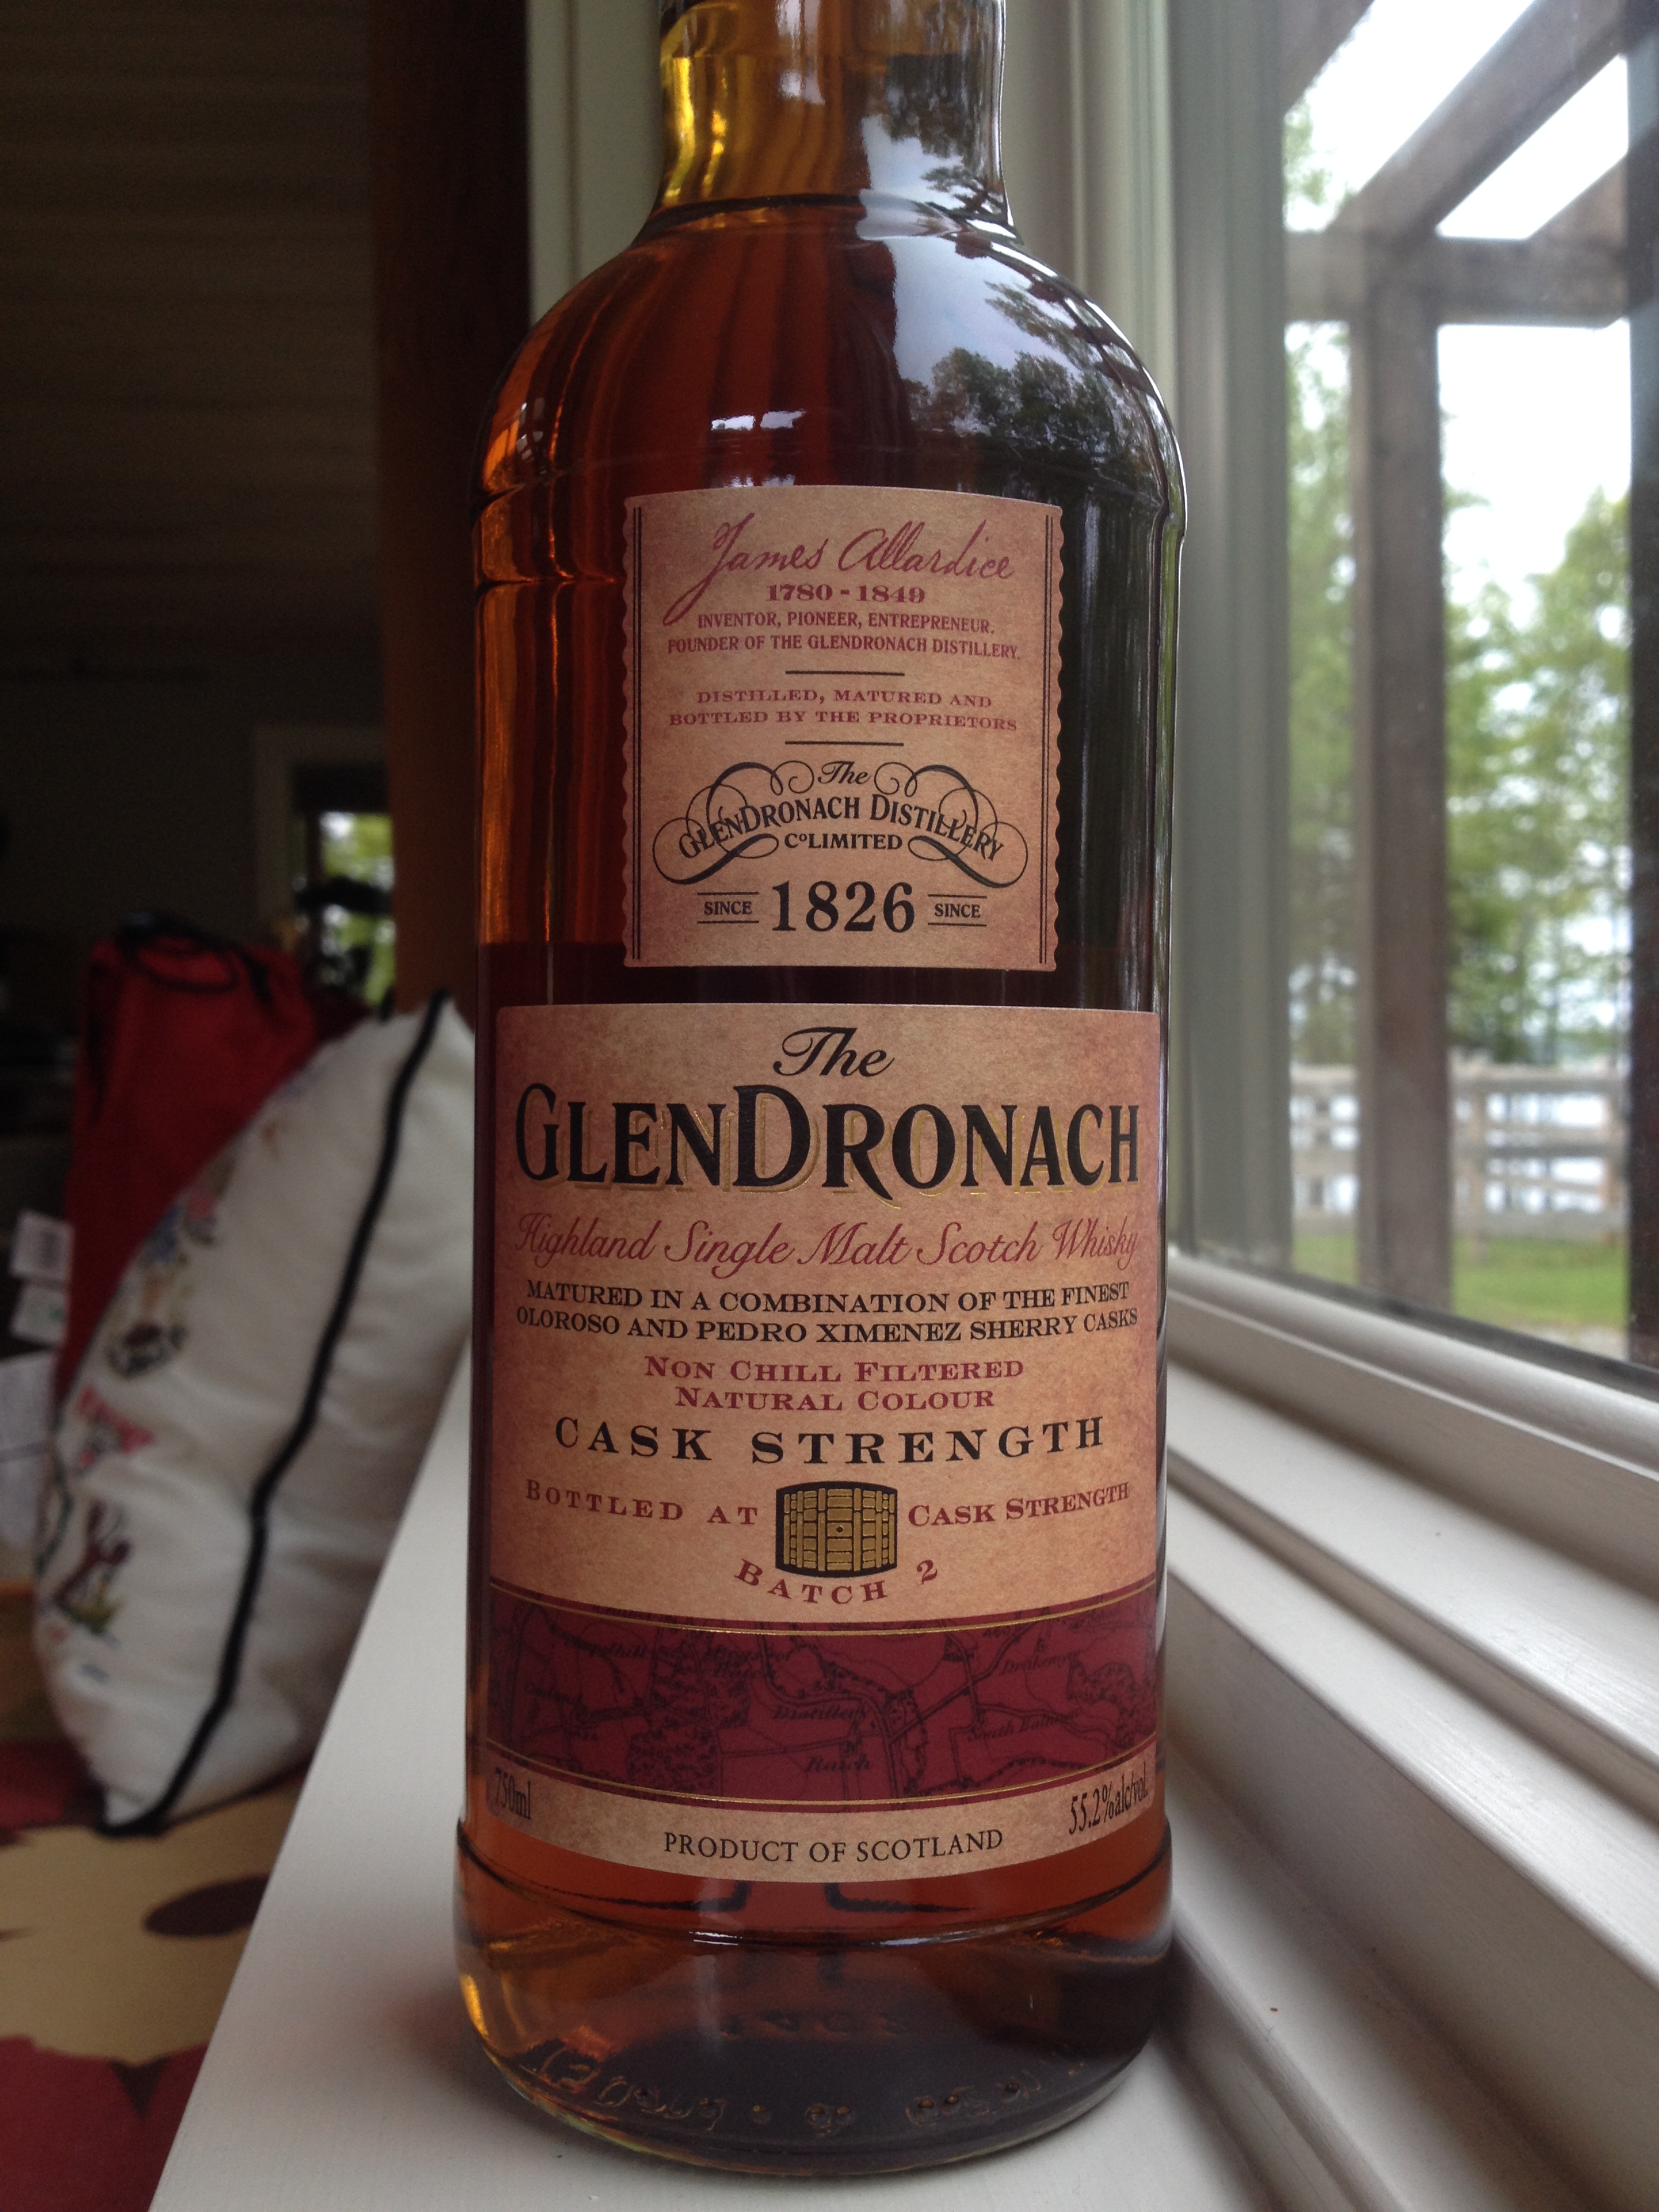 James Allardice
1780 - 1849
INVENTOR, PIONEER, ENTREPRENEUR.
FOUNDER OF THE GLENDRONACH DISTILLERY.
DISTILLED, MATURED AND
BOTTLED BY THE PROPRIETORS
The
GLENDRONACH DISTILLERY
Cº LIMITED
SINCE 1826 SINCE
The
GLENDRONACH
Highland Single Malt Scotch Whisky
MATURED IN A COMBINATION OF THE FINEST
OLOROSO AND PEDRO XIMENEZ SHERRY CASKS
NON CHILL FILTERED
NATURAL COLOUR
CASK STRENGTH
BOTTLED AT CASK STRENGTH
BATCH 2
Distillery
750ml 55.2%alc/vol.
PRODUCT OF SCOTLAND